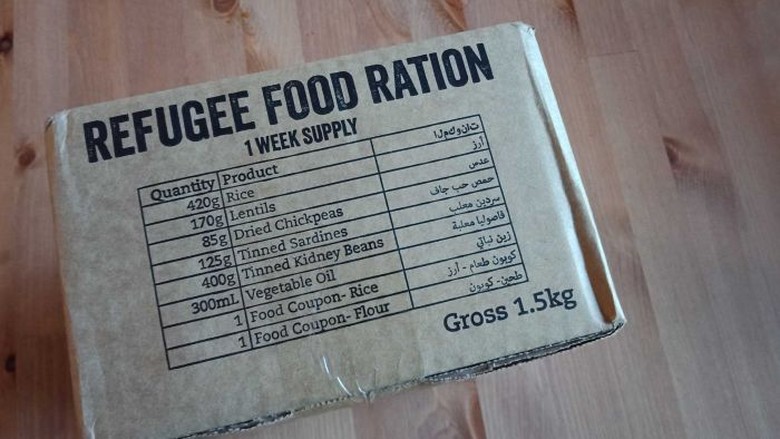 REFUGEE FOOD RATION
1 WEEK SUPPLY
Quantity Product تانوكملا
420g Rice أرز
170g Lentils عدس
85g Dried Chickpeas حمص حب جاف
125g Tinned Sardines سردين معلب
400g Tinned Kidney Beans فاصوليا معلبة
300mL Vegetable Oil زين نباتي
1 Food Coupon- Rice كوبون طعام - أرز
1 Food Coupon- Flour طحين- كوبون
Gross 1.5kg